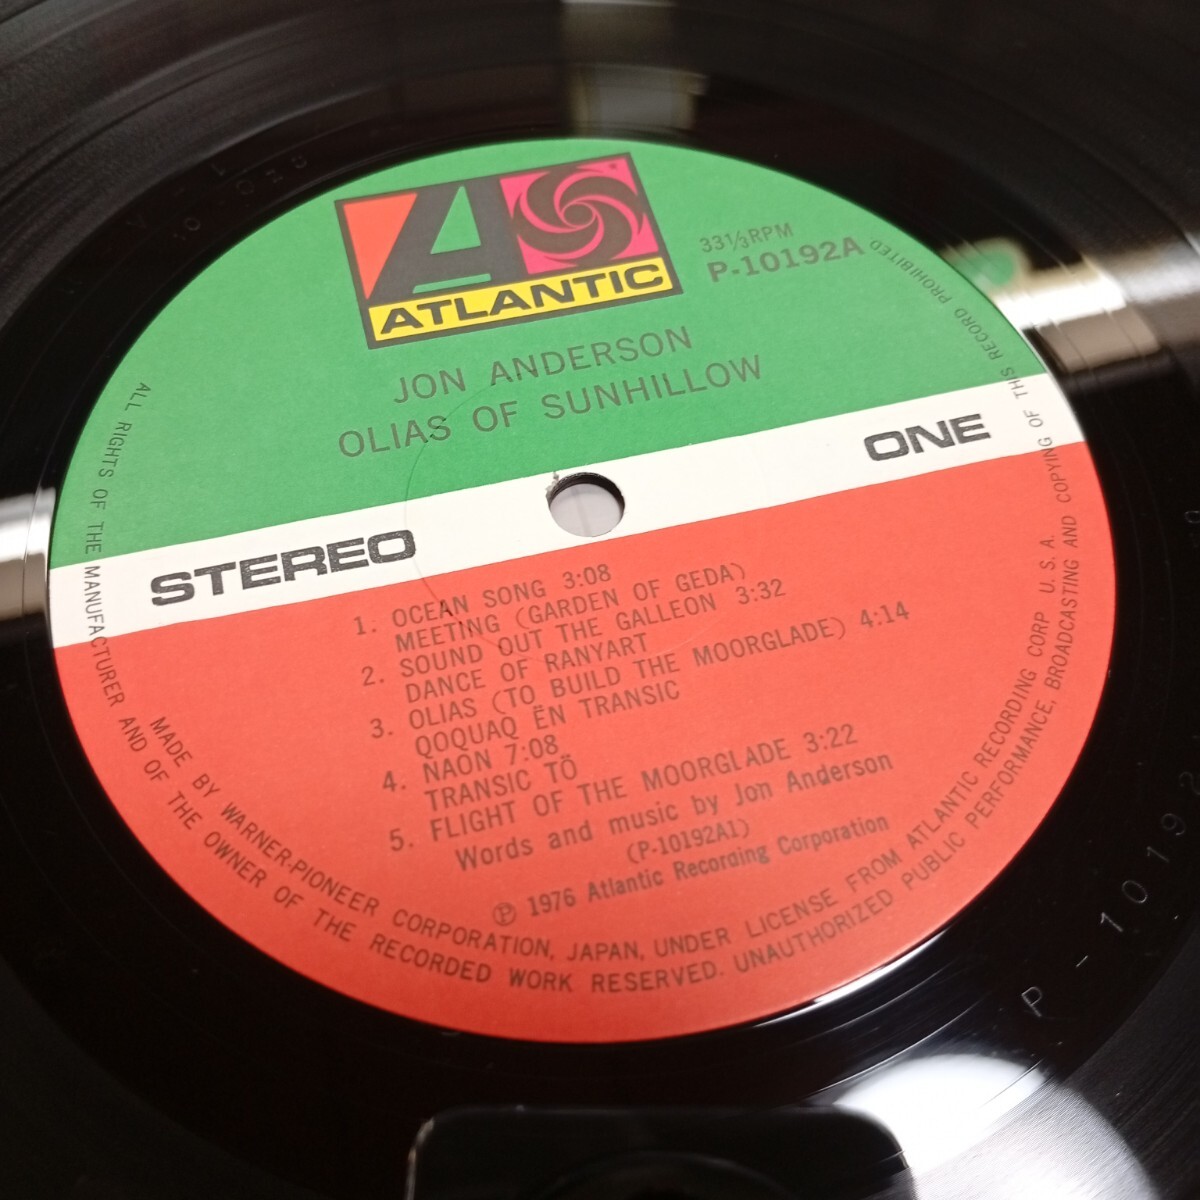 ATLANTIC
33⅓RPM
P-10192A
JON ANDERSON
OLIAS OF SUNHILLOW
STEREO
ONE
1. OCEAN SONG 3:08
MEETING (GARDEN OF GEDA)
2. SOUND OUT THE GALLEON 3:32
DANCE OF RANYART
3. OLIAS (TO BUILD THE MOORGLADE) 4:14
QOQUAQ ËN TRANSIC
4. NAON 7:08
TRANSIC TÖ
5. FLIGHT OF THE MOORGLADE 3:22
Words and music by Jon Anderson
(P-10192A1)
Ⓟ 1976 Atlantic Recording Corporation
MADE BY WARNER-PIONEER CORPORATION, JAPAN, UNDER LICENSE FROM ATLANTIC RECORDING CORP U. S. A.
ALL RIGHTS OF THE MANUFACTURER AND OF THE OWNER OF THE RECORDED WORK RESERVED. UNAUTHORIZED PUBLIC PERFORMANCE, BROADCASTING AND COPYING OF THIS RECORD PROHIBITED
P-10192